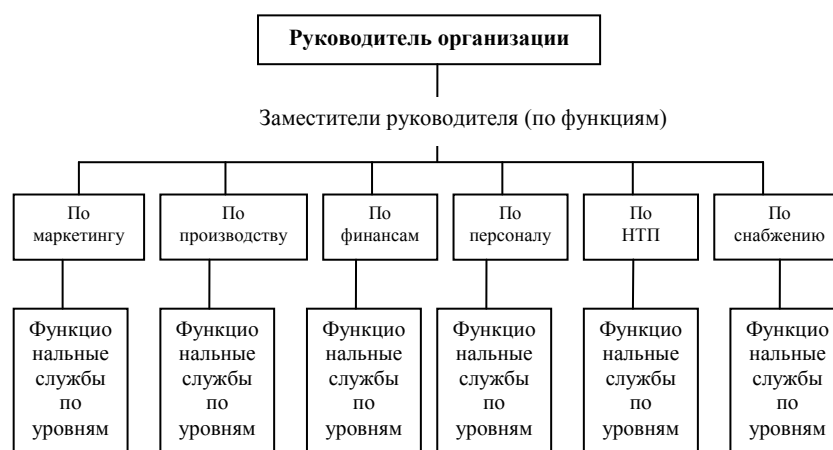 Руководитель организации
Заместители руководителя (по функциям)
По
маркетингу
По
производству
По
финансам
По
персоналу
По
НТП
По
снабжению
Функцио
нальные
службы
по
уровням
Функцио
нальные
службы
по
уровням
Функцио
нальные
службы
по
уровням
Функцио
нальные
службы
по
уровням
Функцио
нальные
службы
по
уровням
Функцио
нальные
службы
по
уровням